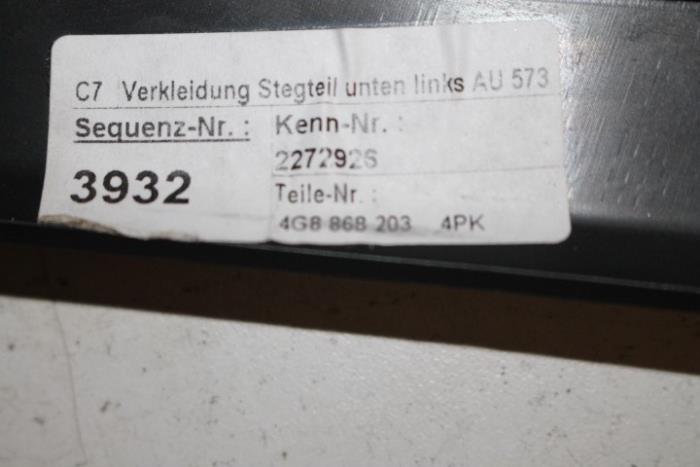 C7 Verkleidung Stegteil unten links AU 573
Sequenz-Nr. :
3932
Kenn-Nr. :
2272926
Teile-Nr. :
4G8 868 203 4PK